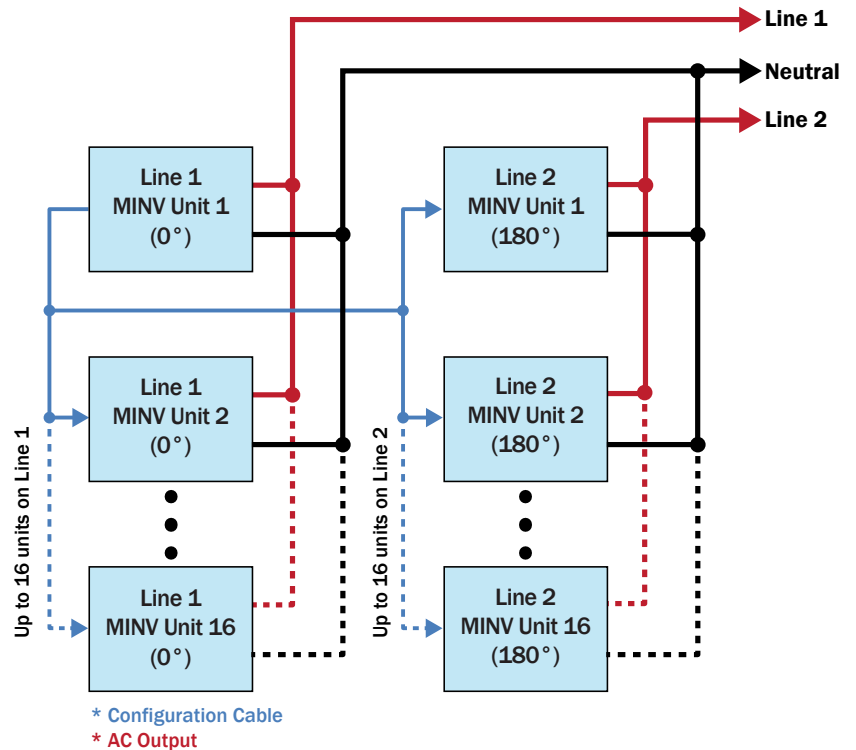 Line 1
Neutral
Line 2
Line 1
MINV Unit 1
(0°)
Line 2
MINV Unit 1
(180°)
Line 1
MINV Unit 2
(0°)
Line 2
MINV Unit 2
(180°)
Up to 16 units on Line 1
Up to 16 units on Line 2
Line 1
MINV Unit 16
(0°)
Line 2
MINV Unit 16
(180°)
* Configuration Cable
* AC Output